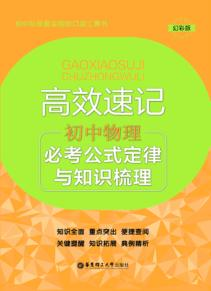 幻彩版
GAOXIAOSUJI
CHUZHONGWULI
高效速记
初中物理
必考公式定律
与知识梳理
知识全面 重点突出 便捷查阅
关键提醒 知识拓展 典例精析
华东理工大学出版社